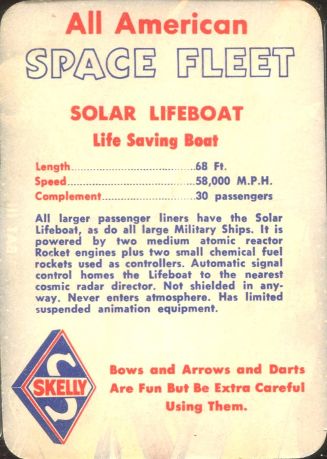 All American
SPACE FLEET
SOLAR LIFEBOAT
Life Saving Boat
Length..............................68 Ft.
Speed...............................58,000 M.P.H.
Complement......................30 passengers
All larger passenger liners have the Solar
Lifeboat, as do all large Military Ships. It is
powered by two medium atomic reactor
Rocket engines plus two small chemical fuel
rockets used as controllers. Automatic signal
control homes the Lifeboat to the nearest
cosmic radar director. Not shielded in any-
way. Never enters atmosphere. Has limited
suspended animation equipment.
S
SKELLY
Bows and Arrows and Darts
Are Fun But Be Extra Careful
Using Them.